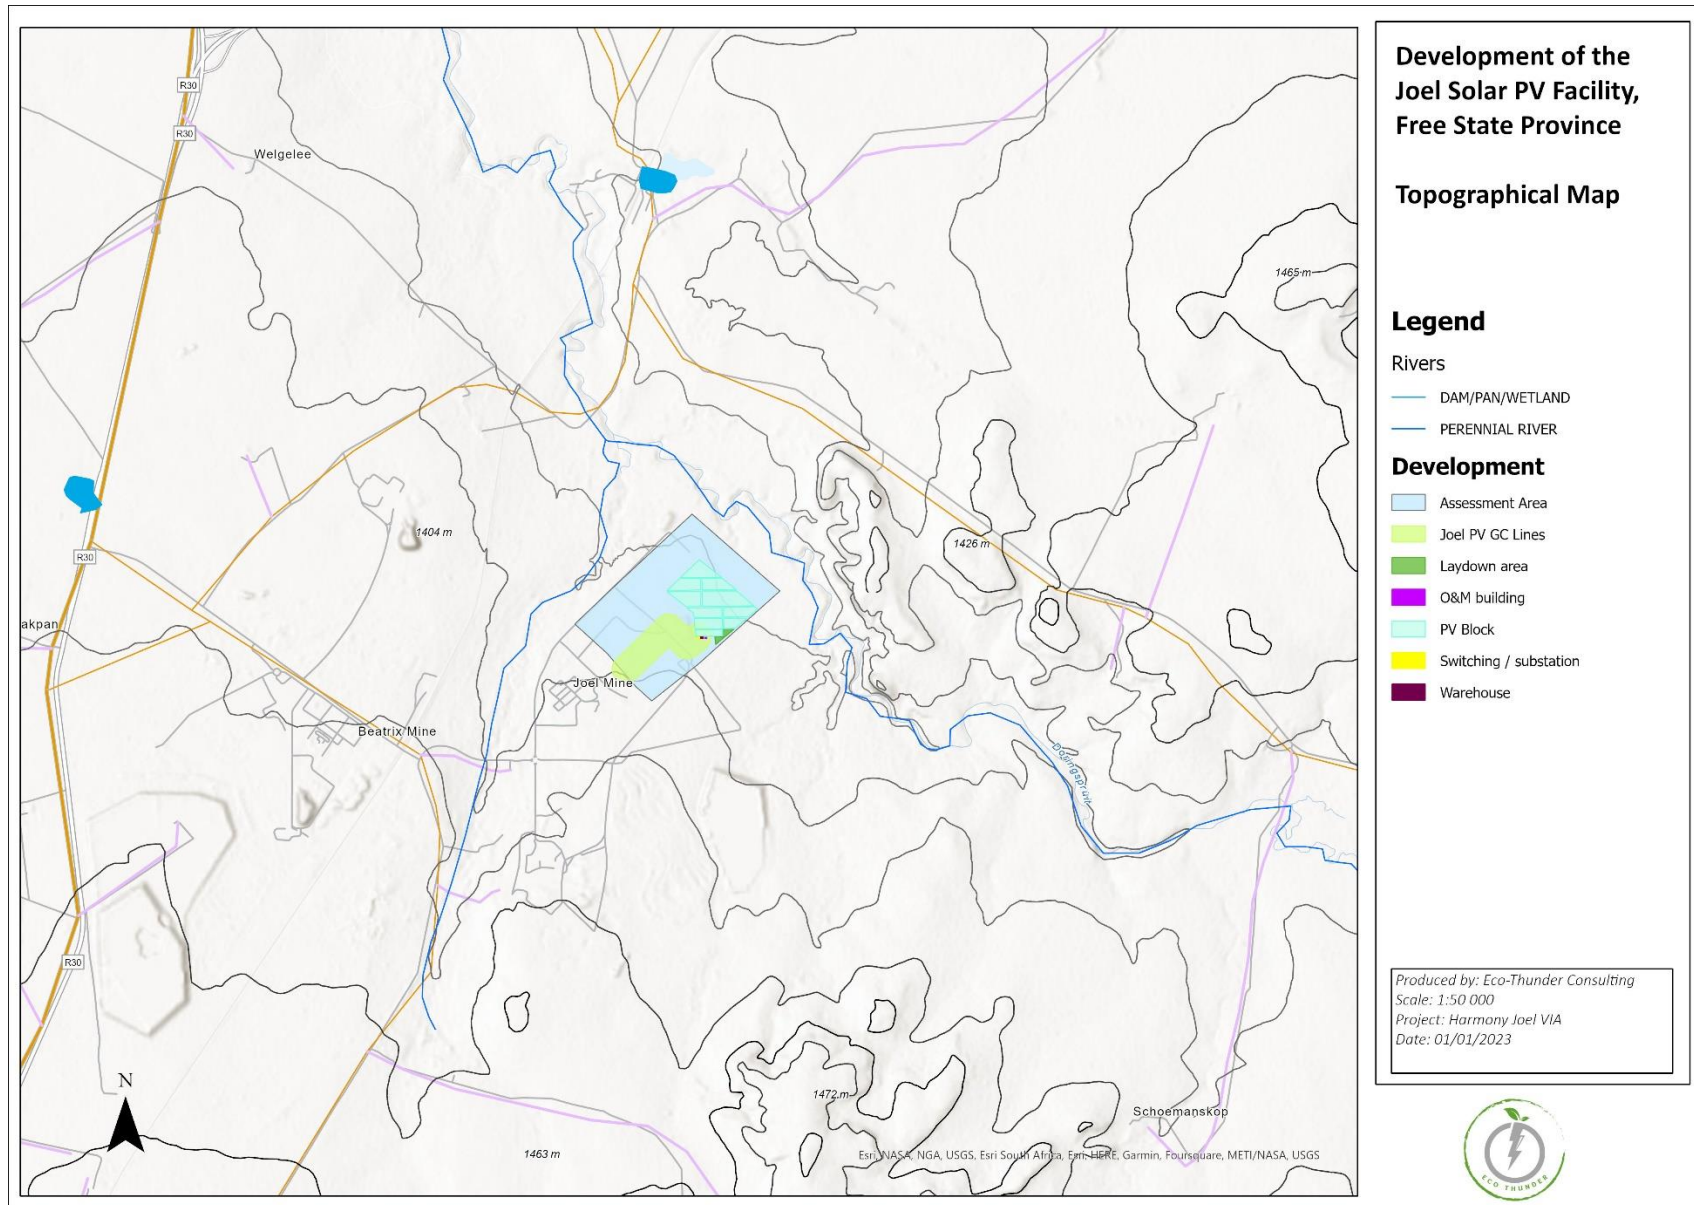 Development of the
Joel Solar PV Facility,
Free State Province
Topographical Map
Legend
Rivers
DAM/PAN/WETLAND
PERENNIAL RIVER
Development
Assessment Area
Joel PV GC Lines
Laydown area
O&M building
PV Block
Switching / substation
Warehouse
Produced by: Eco-Thunder Consulting
Scale: 1:50 000
Project: Harmony Joel VIA
Date: 01/01/2023
ECO THUNDER
R30
R30
Welgelee
1465 m
1404 m
1426 m
R30
akpan
Joel Mine
Beatrix Mine
Doringspruit
R30
N
1472 m
Schoemanskop
1463 m
Esri, NASA, NGA, USGS, Esri South Africa, Esri, HERE, Garmin, Foursquare, METI/NASA, USGS